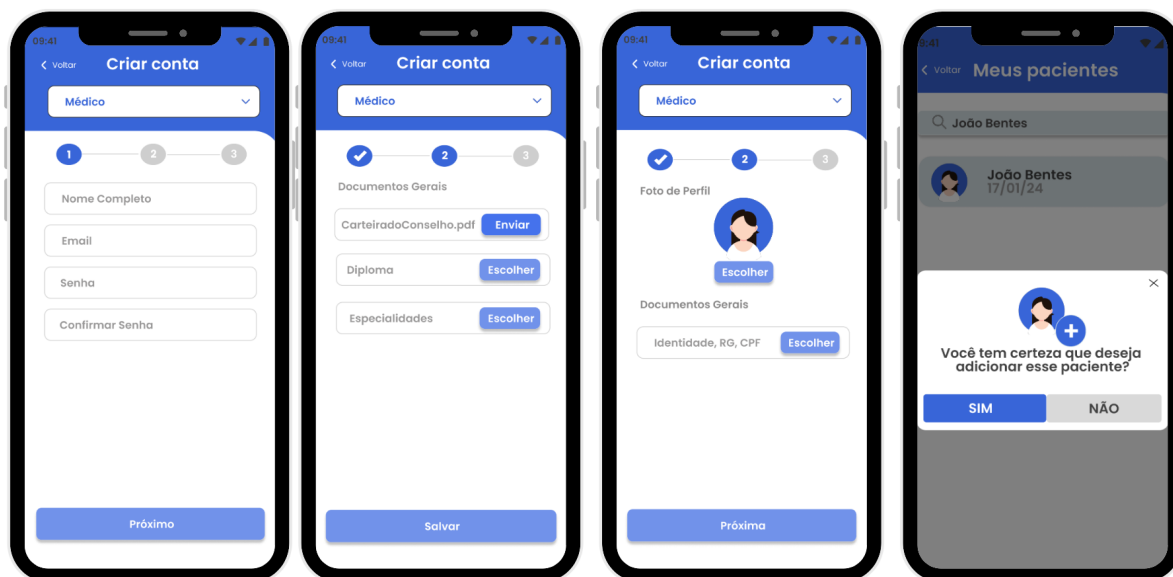 09:41
Voltar
Criar conta
Médico
1
2
3
Nome Completo
Email
Senha
Confirmar Senha
Próximo
09:41
Voltar
Criar conta
Médico
2
3
Documentos Gerais
CarteiradoConselho.pdf
Enviar
Diploma
Escolher
Especialidades
Escolher
Salvar
09:41
Voltar
Criar conta
Médico
2
3
Foto de Perfil
Escolher
Documentos Gerais
Identidade, RG, CPF
Escolher
Próxima
9:41
Voltar
Meus pacientes
João Bentes
João Bentes
17/01/24
Você tem certeza que deseja
adicionar esse paciente?
SIM
NÃO